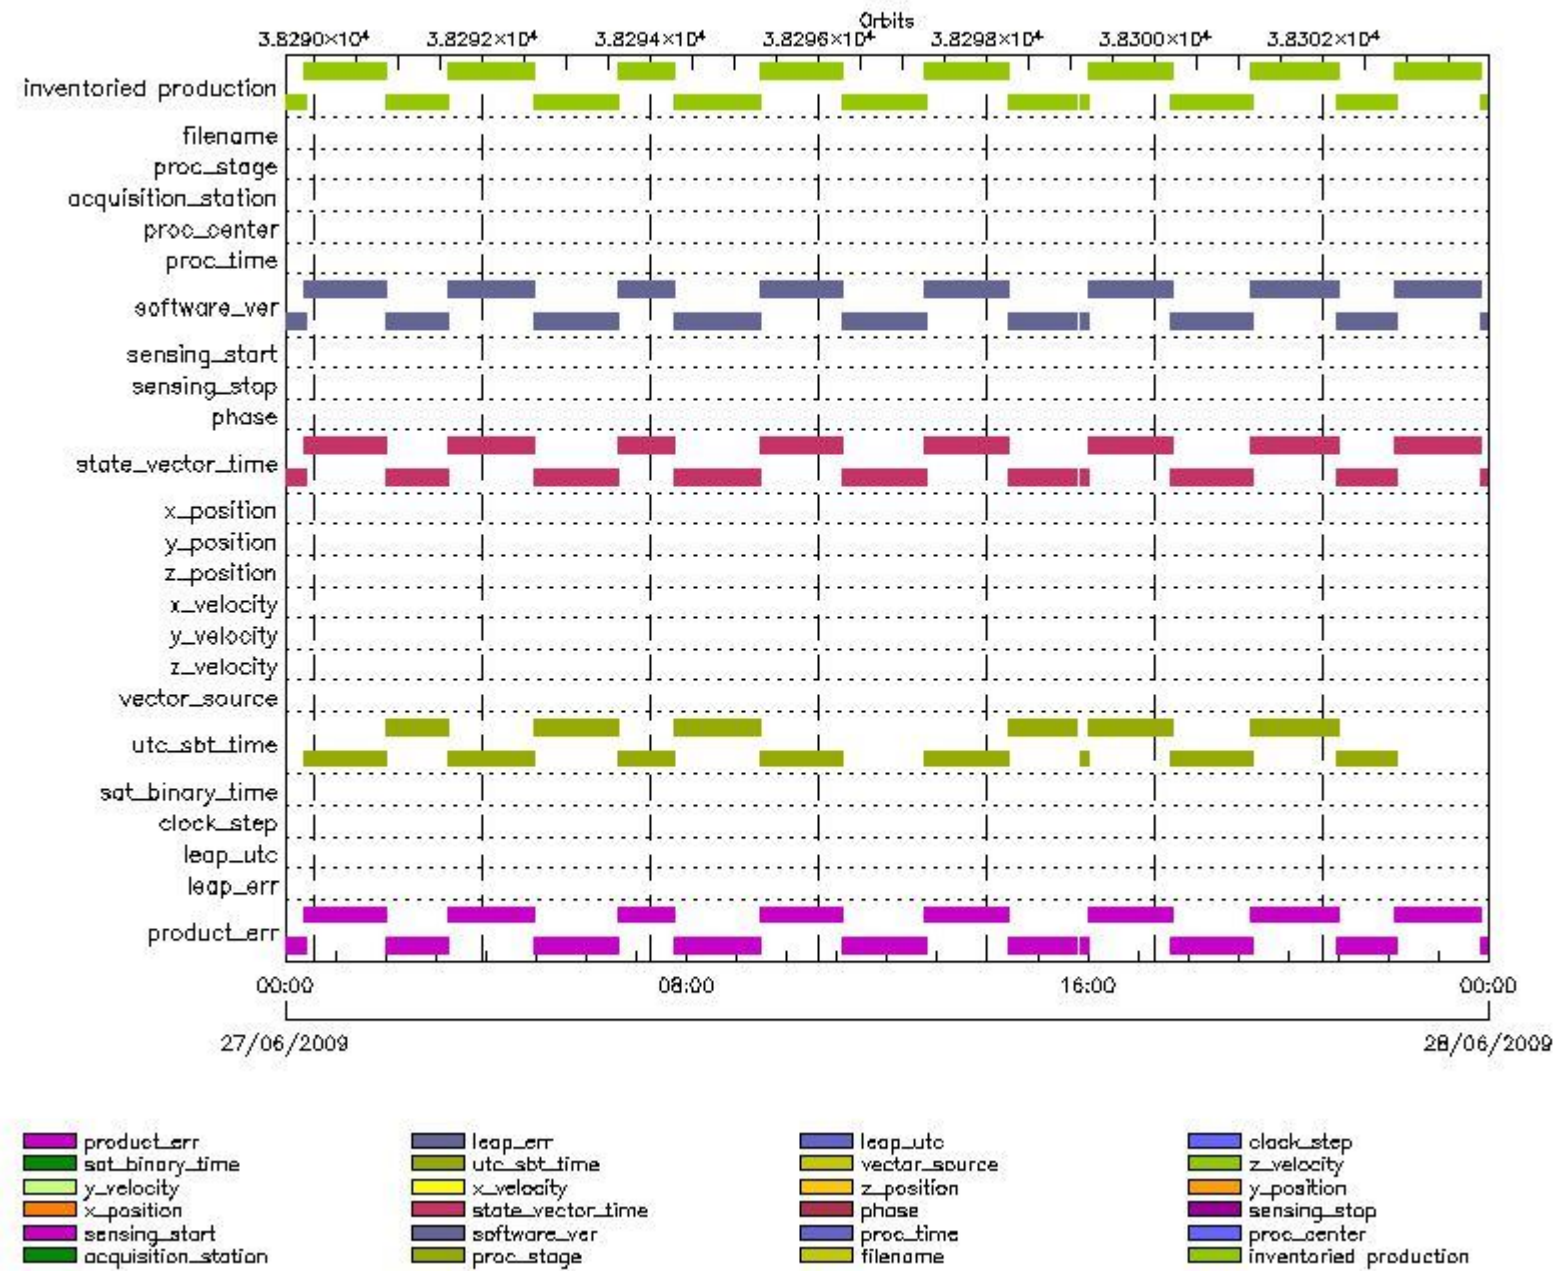 Orbits
3.8290×10⁴ 3.8292×10⁴ 3.8294×10⁴ 3.8296×10⁴ 3.8298×10⁴ 3.8300×10⁴ 3.8302×10⁴
inventoried production
filename
proc_stage
acquisition_station
proc_center
proc_time
software_ver
sensing_start
sensing_stop
phase
state_vector_time
x_position
y_position
z_position
x_velocity
y_velocity
z_velocity
vector_source
utc_sbt_time
sat_binary_time
clock_step
leap_utc
leap_err
product_err
00:00 08:00 16:00 00:00
27/06/2009 28/06/2009
product_err leap_err leap_utc clock_step
sat_binary_time utc_sbt_time vector_source z_velocity
y_velocity x_velocity z_position y_position
x_position state_vector_time phase sensing_stop
sensing_start software_ver proc_time proc_center
acquisition_station proc_stage filename inventoried production